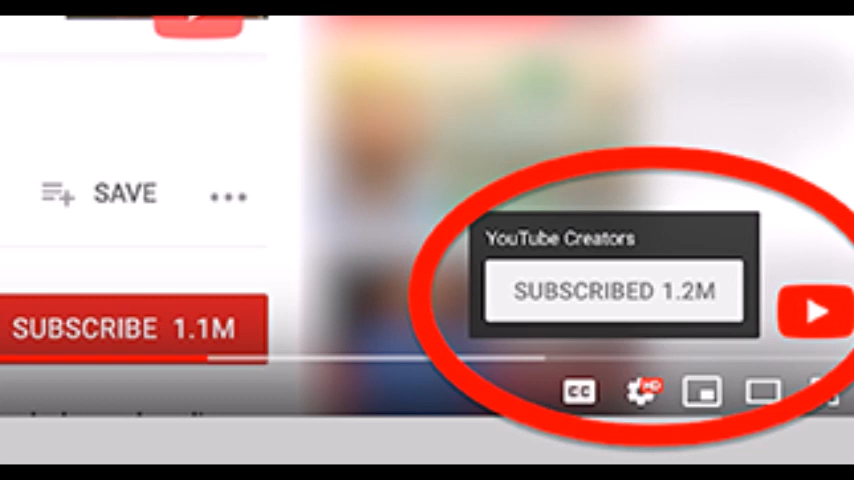 SAVE
YouTube Creators
SUBSCRIBED 1.2M
SUBSCRIBE 1.1M
CC
HD